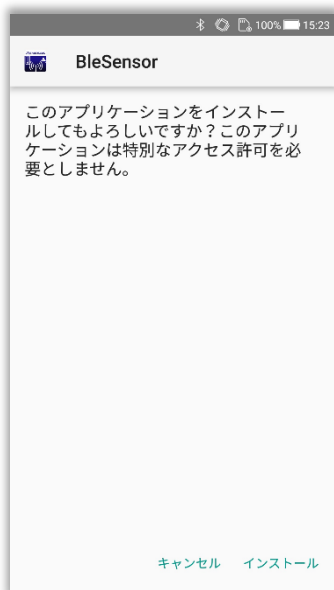 100% 15:23
BleSensor
このアプリケーションをインストー
ルしてもよろしいですか？このアプリ
ケーションは特別なアクセス許可を必
要としません。
キャンセル インストール